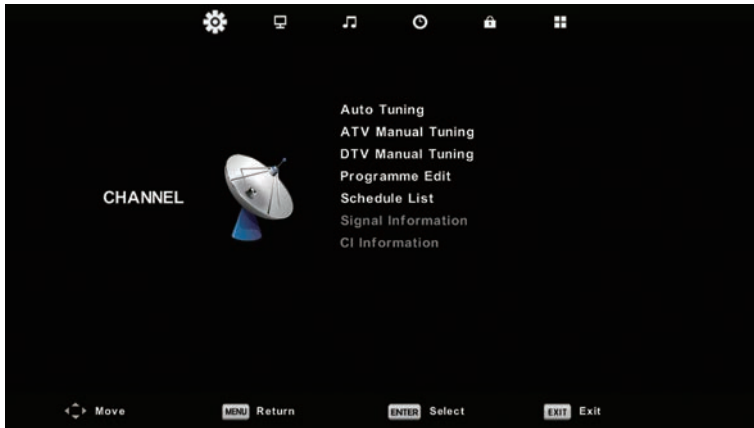 Auto Tuning
ATV Manual Tuning
DTV Manual Tuning
Programme Edit
CHANNEL
Schedule List
Signal Information
CI Information
Move
MENU Return
ENTER Select
EXIT Exit